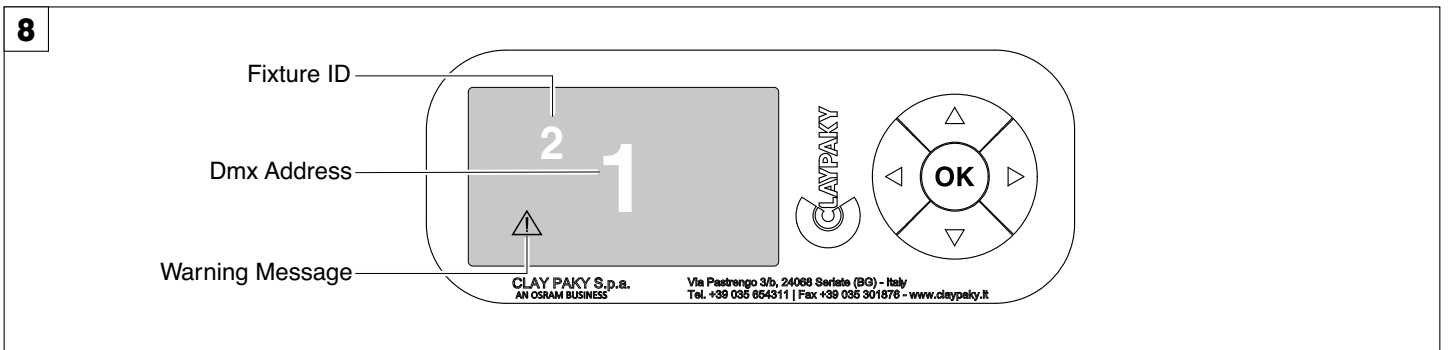 8
Fixture ID
2
Dmx Address
1
Warning Message
CLAYPAKY
OK
CLAY PAKY S.p.a.
AN OSRAM BUSINESS
Via Pastrengo 3/b, 24068 Seriate (BG) - Italy
Tel. +39 035 654311 | Fax +39 035 301876 - www.claypaky.it